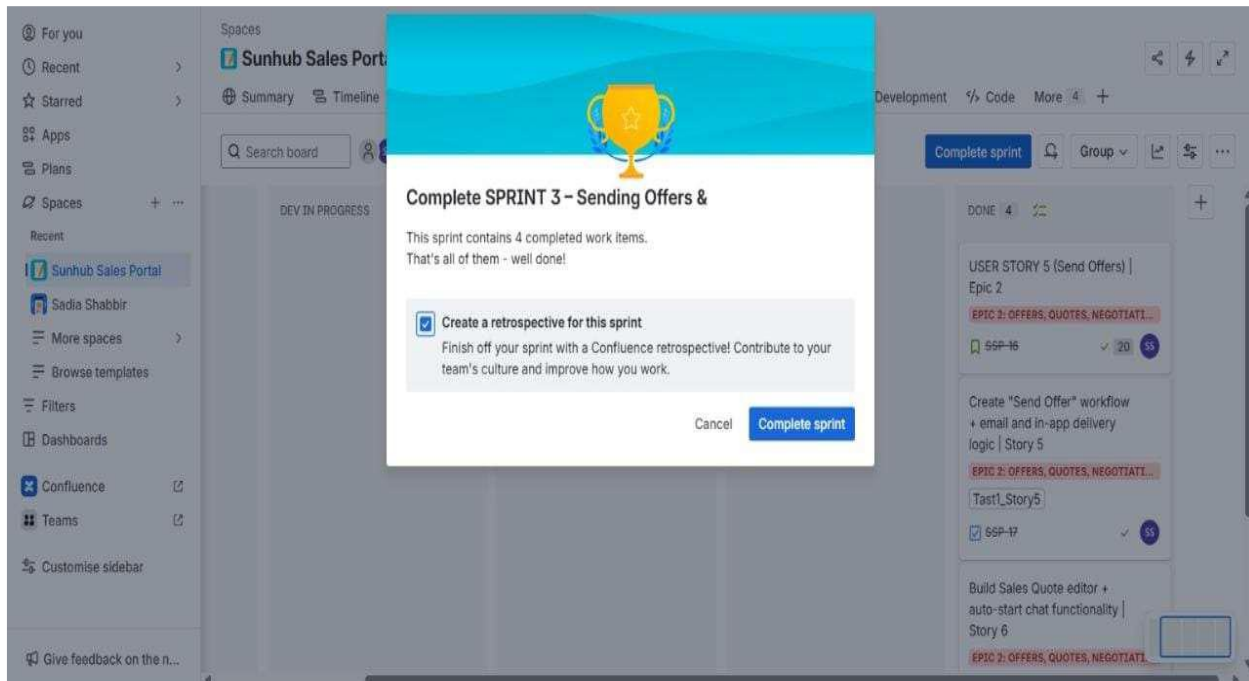 For you
Recent
Starred
Apps
Plans
Spaces
Recent
Sunhub Sales Portal
Sadia Shabbir
More spaces
Browse templates
Filters
Dashboards
Confluence
Teams
Customise sidebar
Give feedback on the n...
Spaces
Sunhub Sales
Summary Timeline Development Code More 4
Search board Complete sprint Group
DEV IN PROGRESS
Complete SPRINT 3 – Sending Offers &
This sprint contains 4 completed work items.
That's all of them - well done!
Create a retrospective for this sprint
Finish off your sprint with a Confluence retrospective! Contribute to your
team's culture and improve how you work.
Cancel Complete sprint
DONE 4
USER STORY 5 (Send Offers) |
Epic 2
EPIC 2: OFFERS, QUOTES, NEGOTIATI...
SSP-16 20 SS
Create "Send Offer" workflow
+ email and in-app delivery
logic | Story 5
EPIC 2: OFFERS, QUOTES, NEGOTIATI...
Tast1_Story5
SSP-17 SS
Build Sales Quote editor +
auto-start chat functionality |
Story 6
EPIC 2: OFFERS, QUOTES, NEGOTIATI...